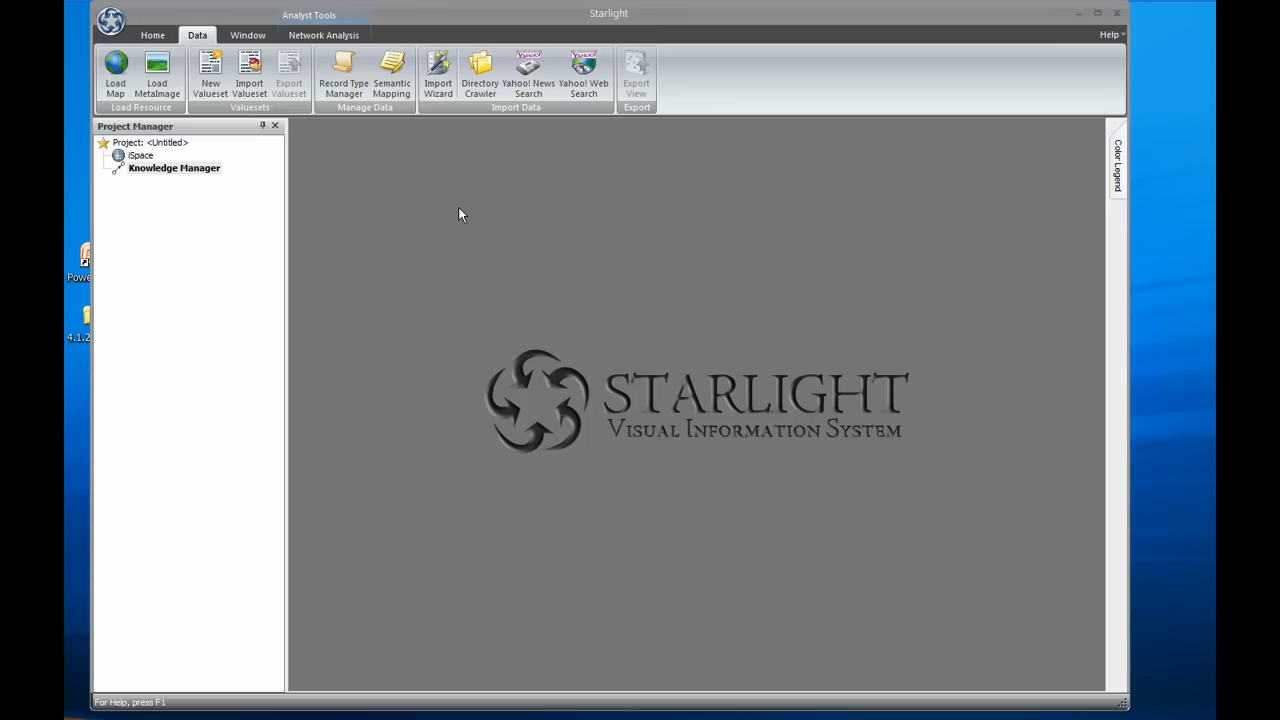 Analyst Tools
Starlight
Home
Data
Window
Network Analysis
Help
Load Map
Load MetaImage
New Valueset
Import Valueset
Export Valueset
Record Type Manager
Semantic Mapping
Import Wizard
Directory Crawler
Yahoo! News Search
Yahoo! Web Search
Export View
Load Resource
Valuesets
Manage Data
Import Data
Export
Project Manager
Project: <Untitled>
iSpace
Knowledge Manager
Color Legend
STARLIGHT
VISUAL INFORMATION SYSTEM
For Help, press F1